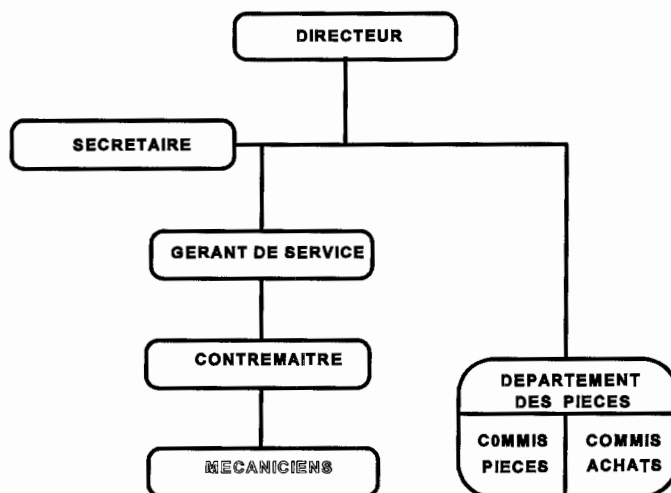 DIRECTEUR
SECRETAIRE
GERANT DE SERVICE
CONTREMAITRE
DEPARTEMENT
DES PIECES
COMMIS
PIECES
COMMIS
ACHATS
MECANICIENS